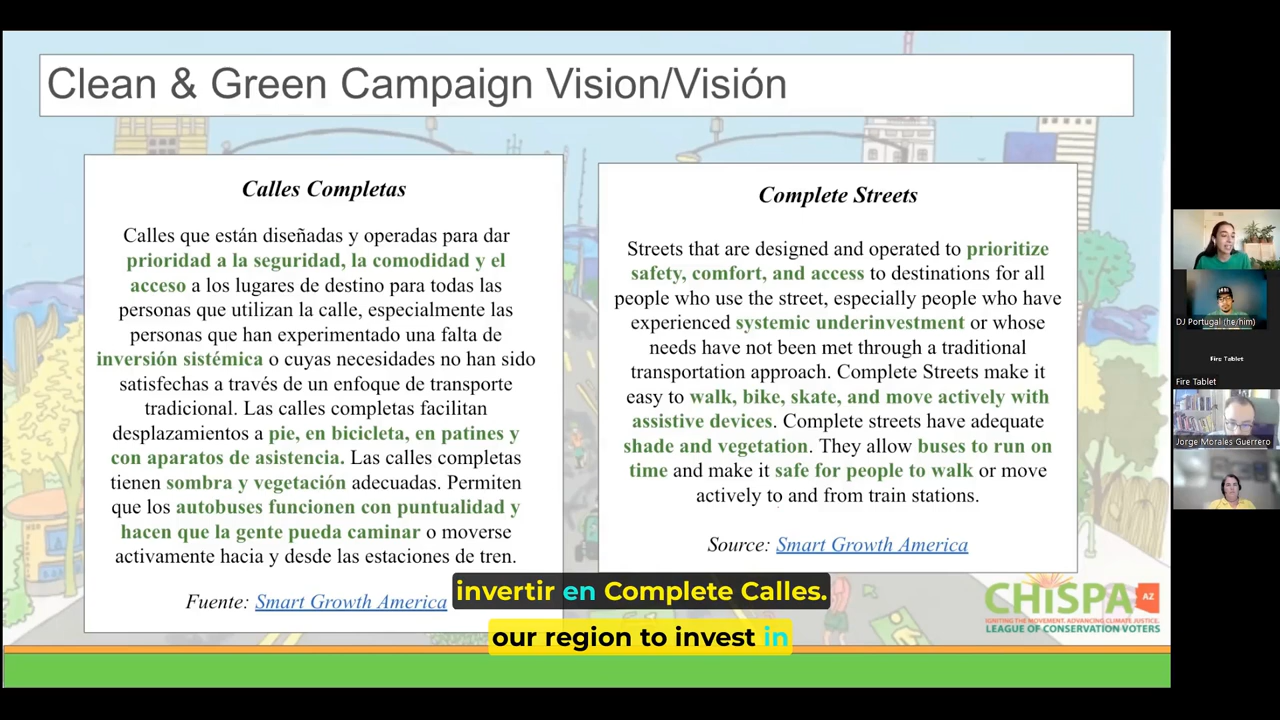 Clean & Green Campaign Vision/Visión
Calles Completas
Calles que están diseñadas y operadas para dar
prioridad a la seguridad, la comodidad y el
acceso a los lugares de destino para todas las
personas que utilizan la calle, especialmente las
personas que han experimentado una falta de
inversión sistémica o cuyas necesidades no han sido
satisfechas a través de un enfoque de transporte
tradicional. Las calles completas facilitan
desplazamientos a pie, en bicicleta, en patines y
con aparatos de asistencia. Las calles completas
tienen sombra y vegetación adecuadas. Permiten
que los autobuses funcionen con puntualidad y
hacen que la gente pueda caminar o moverse
activamente hacia y desde las estaciones de tren.
Fuente: Smart Growth America
Complete Streets
Streets that are designed and operated to prioritize
safety, comfort, and access to destinations for all
people who use the street, especially people who have
experienced systemic underinvestment or whose
needs have not been met through a traditional
transportation approach. Complete Streets make it
easy to walk, bike, skate, and move actively with
assistive devices. Complete streets have adequate
shade and vegetation. They allow buses to run on
time and make it safe for people to walk or move
actively to and from train stations.
Source: Smart Growth America
invertir en Complete Calles.
our region to invest in
CHISPA AZ
IGNITING THE MOVEMENT. ADVANCING CLIMATE JUSTICE.
LEAGUE OF CONSERVATION VOTERS
DJ Portugal (he/him)
Fire Tablet
Fire Tablet
Jorge Morales Guerrero